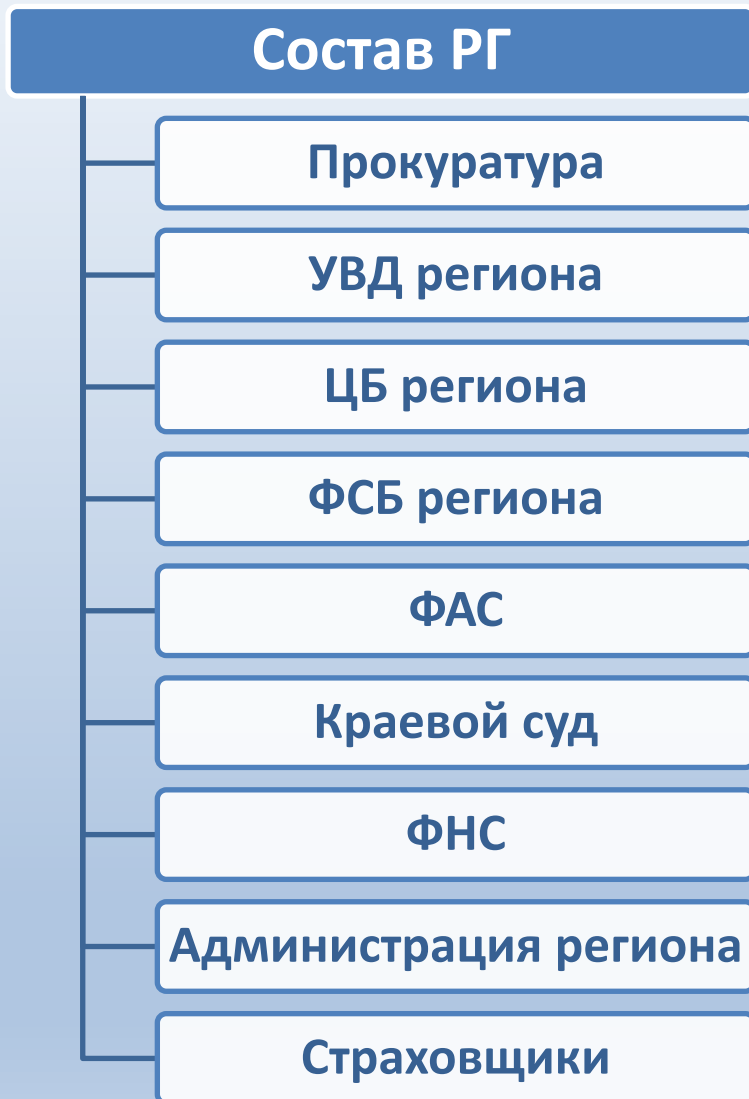 Состав РГ
Прокуратура
УВД региона
ЦБ региона
ФСБ региона
ФАС
Краевой суд
ФНС
Администрация региона
Страховщики